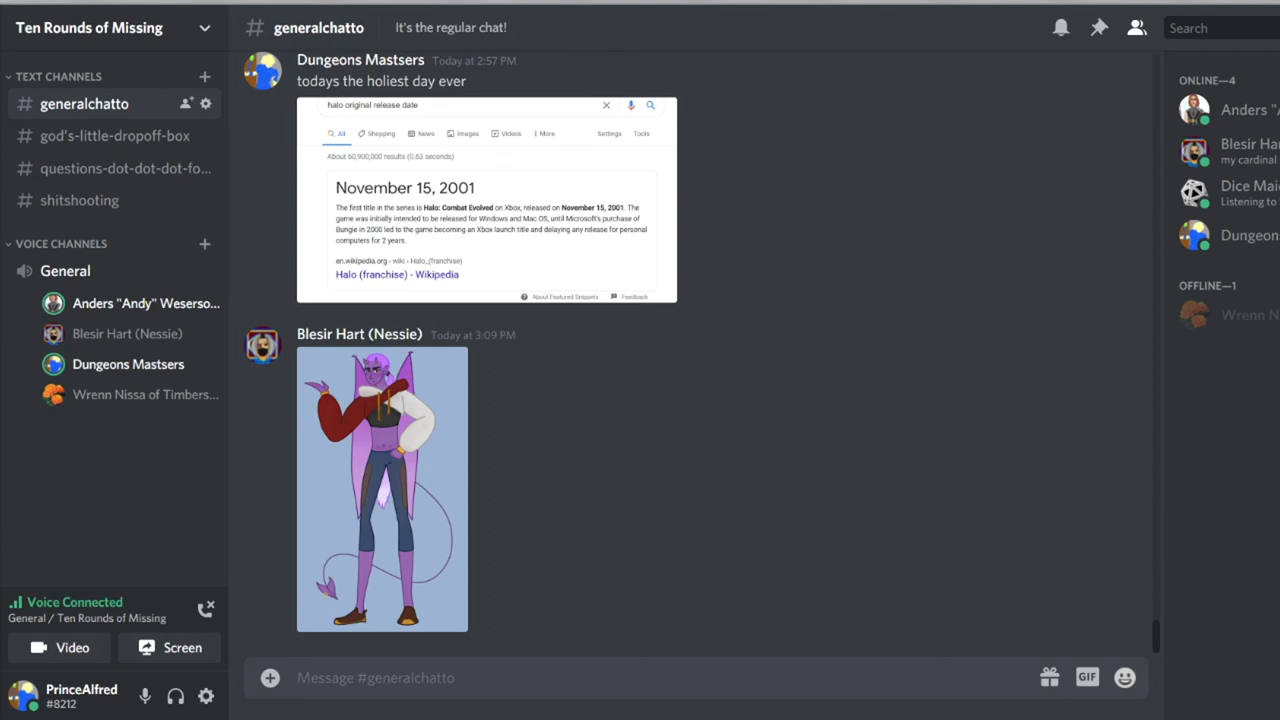 Ten Rounds of Missing
# generalchatto
It's the regular chat!
Search
TEXT CHANNELS
# generalchatto
# god's-little-dropoff-box
# questions-dot-dot-dot-fo...
# shitshooting
VOICE CHANNELS
General
Anders "Andy" Weserso...
Blesir Hart (Nessie)
Dungeons Mastsers
Wrenn Nissa of Timbers...
Voice Connected
General / Ten Rounds of Missing
Video
Screen
PrinceAlfred
#8212
Dungeons Mastsers Today at 2:57 PM
todays the holiest day ever
halo original release date
All Shopping News Images Videos More Settings Tools
About 60,900,000 results (0.63 seconds)
November 15, 2001
The first title in the series is Halo: Combat Evolved on Xbox, released on November 15, 2001. The
game was initially intended to be released for Windows and Mac OS, until Microsoft's purchase of
Bungie in 2000 led to the game becoming an Xbox launch title and delaying any release for personal
computers for 2 years.
en.wikipedia.org › wiki › Halo_(franchise)
Halo (franchise) - Wikipedia
About Featured Snippets Feedback
Blesir Hart (Nessie) Today at 3:09 PM
Message #generalchatto
GIF
ONLINE—4
Anders "A
Blesir Har
my cardinal
Dice Maid
Listening to
Dungeons
OFFLINE—1
Wrenn N